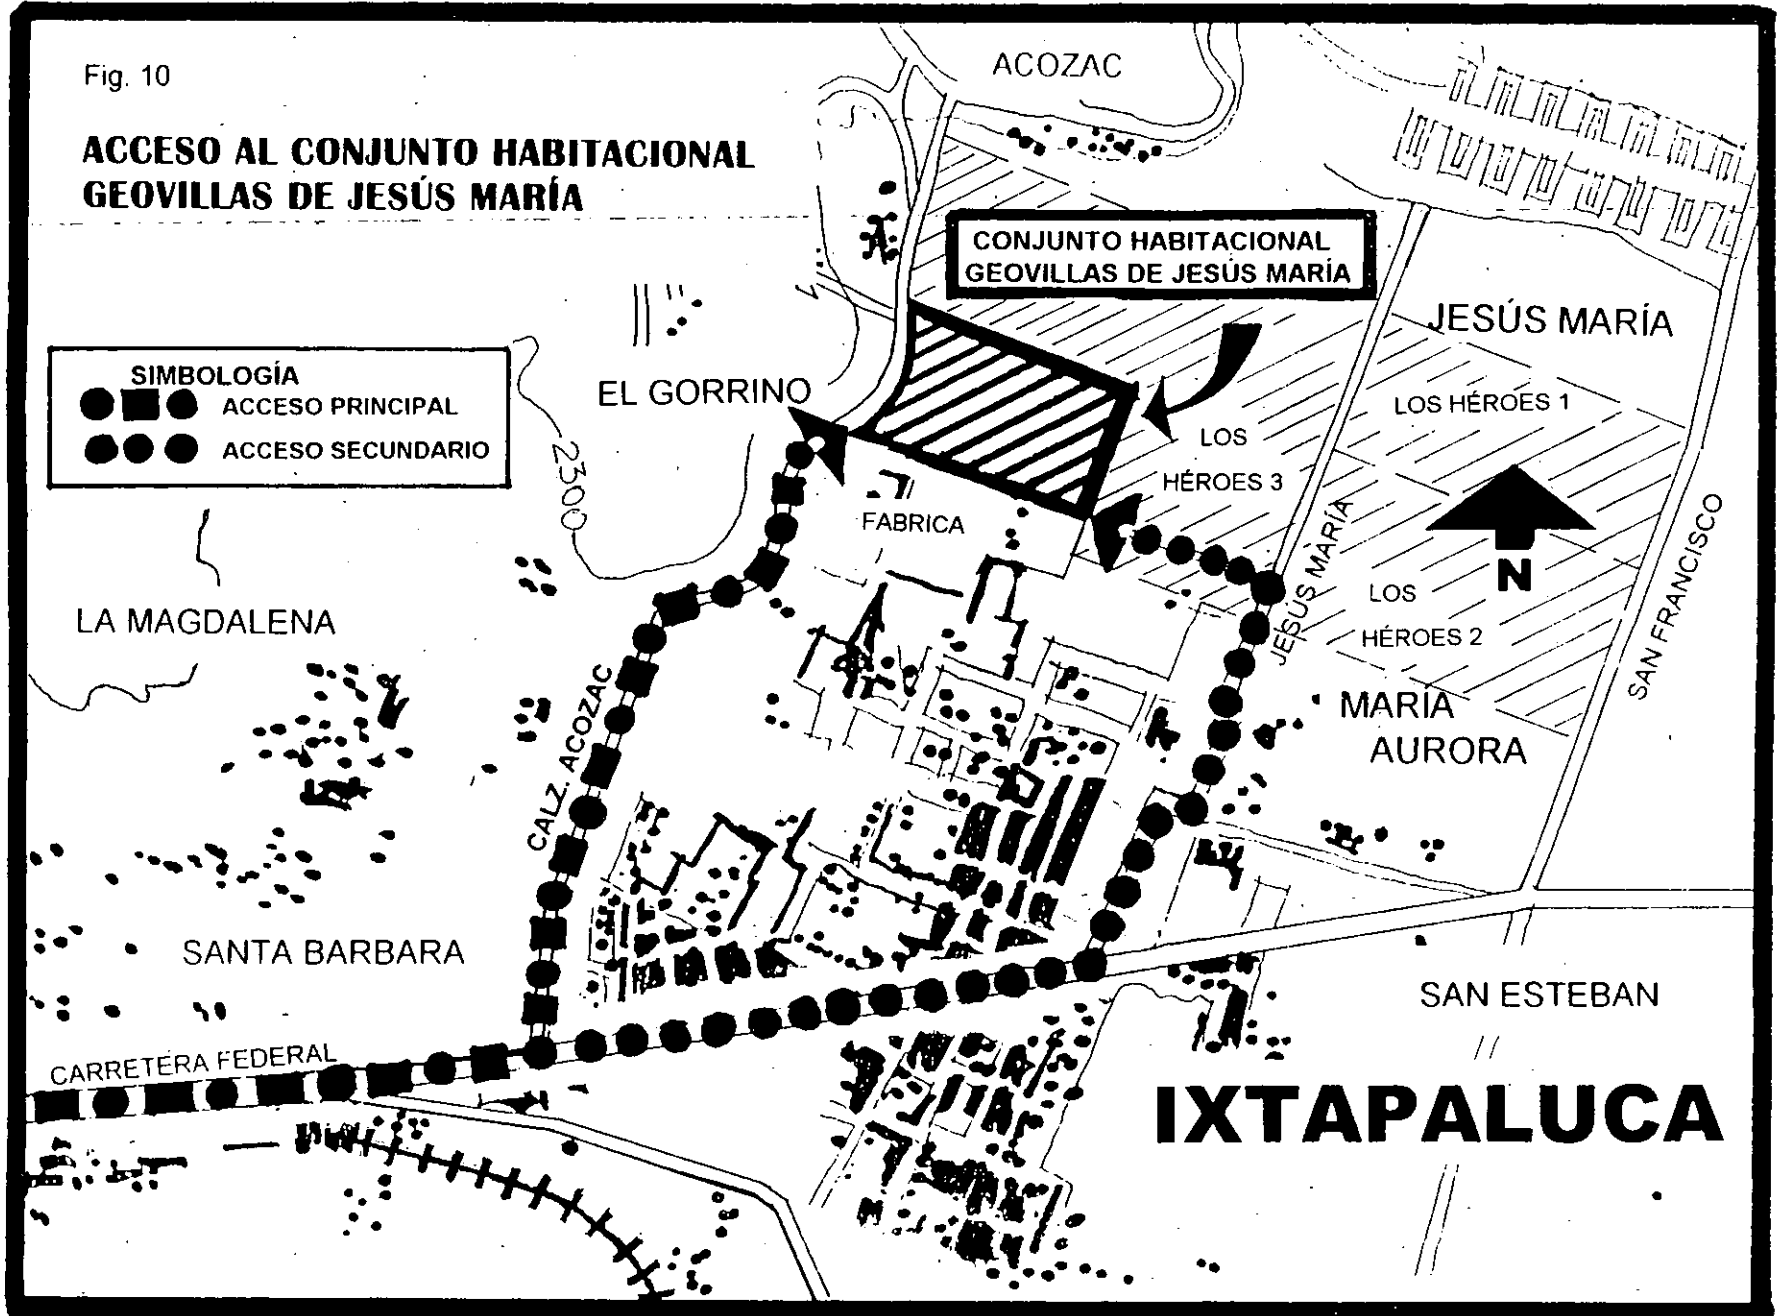 Fig. 10
ACOZAC
ACCESO AL CONJUNTO HABITACIONAL
GEOVILLAS DE JESÚS MARÍA
CONJUNTO HABITACIONAL
GEOVILLAS DE JESÚS MARÍA
JESÚS MARÍA
SIMBOLOGÍA
ACCESO PRINCIPAL
ACCESO SECUNDARIO
EL GORRINO
LOS HÉROES 1
LOS
HÉROES 3
2300
FABRICA
N
JESÚS MARÍA
SAN FRANCISCO
LOS
HÉROES 2
LA MAGDALENA
MARÍA
AURORA
CALZ. ACOZAC
SANTA BARBARA
SAN ESTEBAN
CARRETERA FEDERAL
IXTAPALUCA